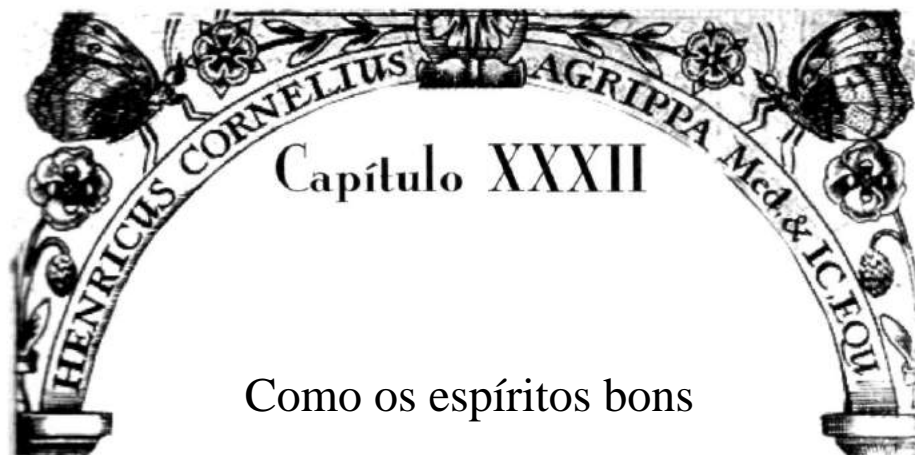 HENRICUS CORNELIUS AGRIPPA Med, & IC, EQU
Capítulo XXXII
Como os espíritos bons